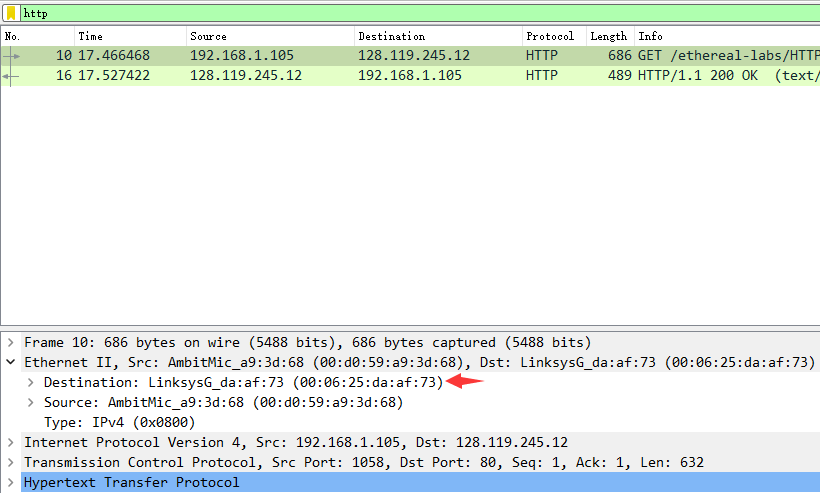 http
No. Time Source Destination Protocol Length Info
10 17.466468 192.168.1.105 128.119.245.12 HTTP 686 GET /ethereal-labs/HTTP
16 17.527422 128.119.245.12 192.168.1.105 HTTP 489 HTTP/1.1 200 OK (text/
Frame 10: 686 bytes on wire (5488 bits), 686 bytes captured (5488 bits)
Ethernet II, Src: AmbitMic_a9:3d:68 (00:d0:59:a9:3d:68), Dst: LinksysG_da:af:73 (00:06:25:da:af:73)
Destination: LinksysG_da:af:73 (00:06:25:da:af:73)
Source: AmbitMic_a9:3d:68 (00:d0:59:a9:3d:68)
Type: IPv4 (0x0800)
Internet Protocol Version 4, Src: 192.168.1.105, Dst: 128.119.245.12
Transmission Control Protocol, Src Port: 1058, Dst Port: 80, Seq: 1, Ack: 1, Len: 632
Hypertext Transfer Protocol